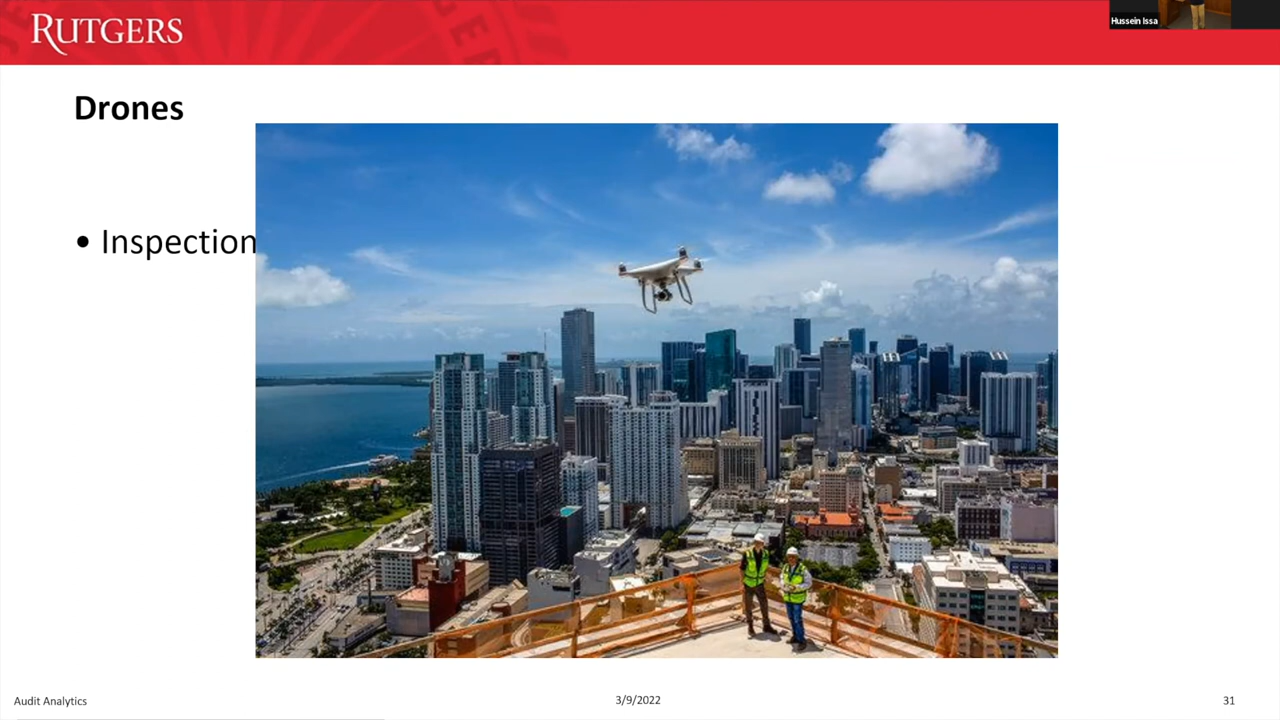 RUTGERS
Hussein Issa
Drones
• Inspection
Audit Analytics
3/9/2022
31